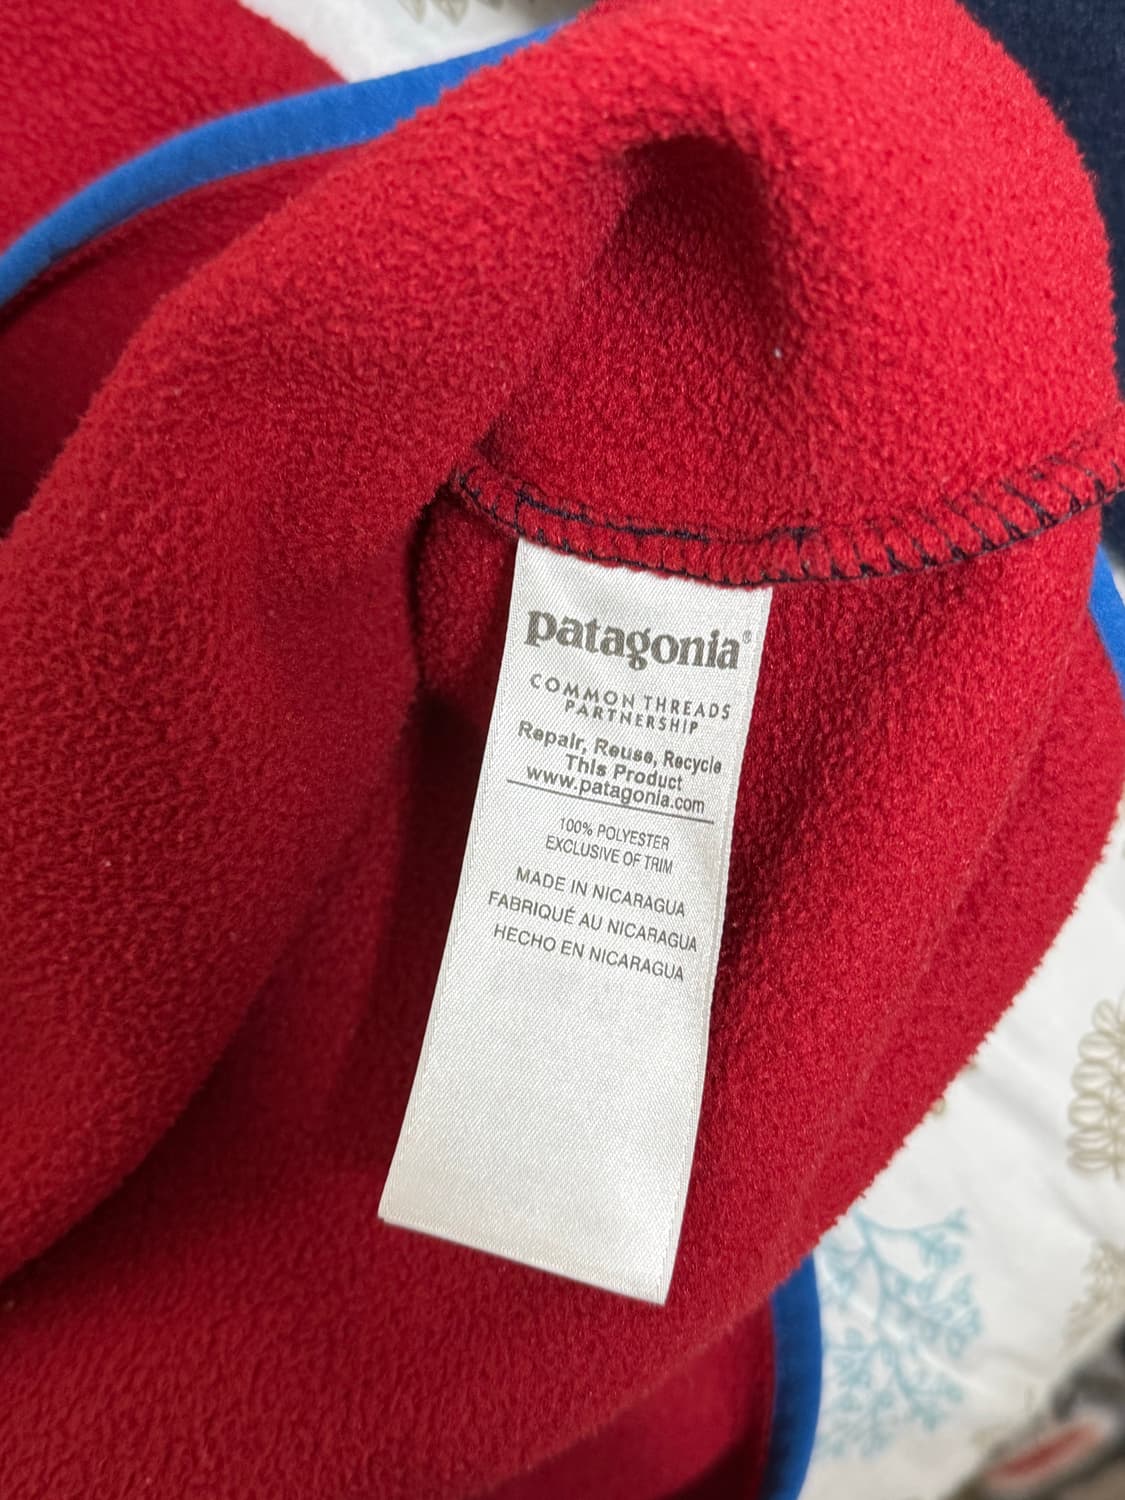 patagonia®
COMMON THREADS
PARTNERSHIP
Repair, Reuse, Recycle
This Product
www.patagonia.com
100% POLYESTER
EXCLUSIVE OF TRIM
MADE IN NICARAGUA
FABRIQUÉ AU NICARAGUA
HECHO EN NICARAGUA